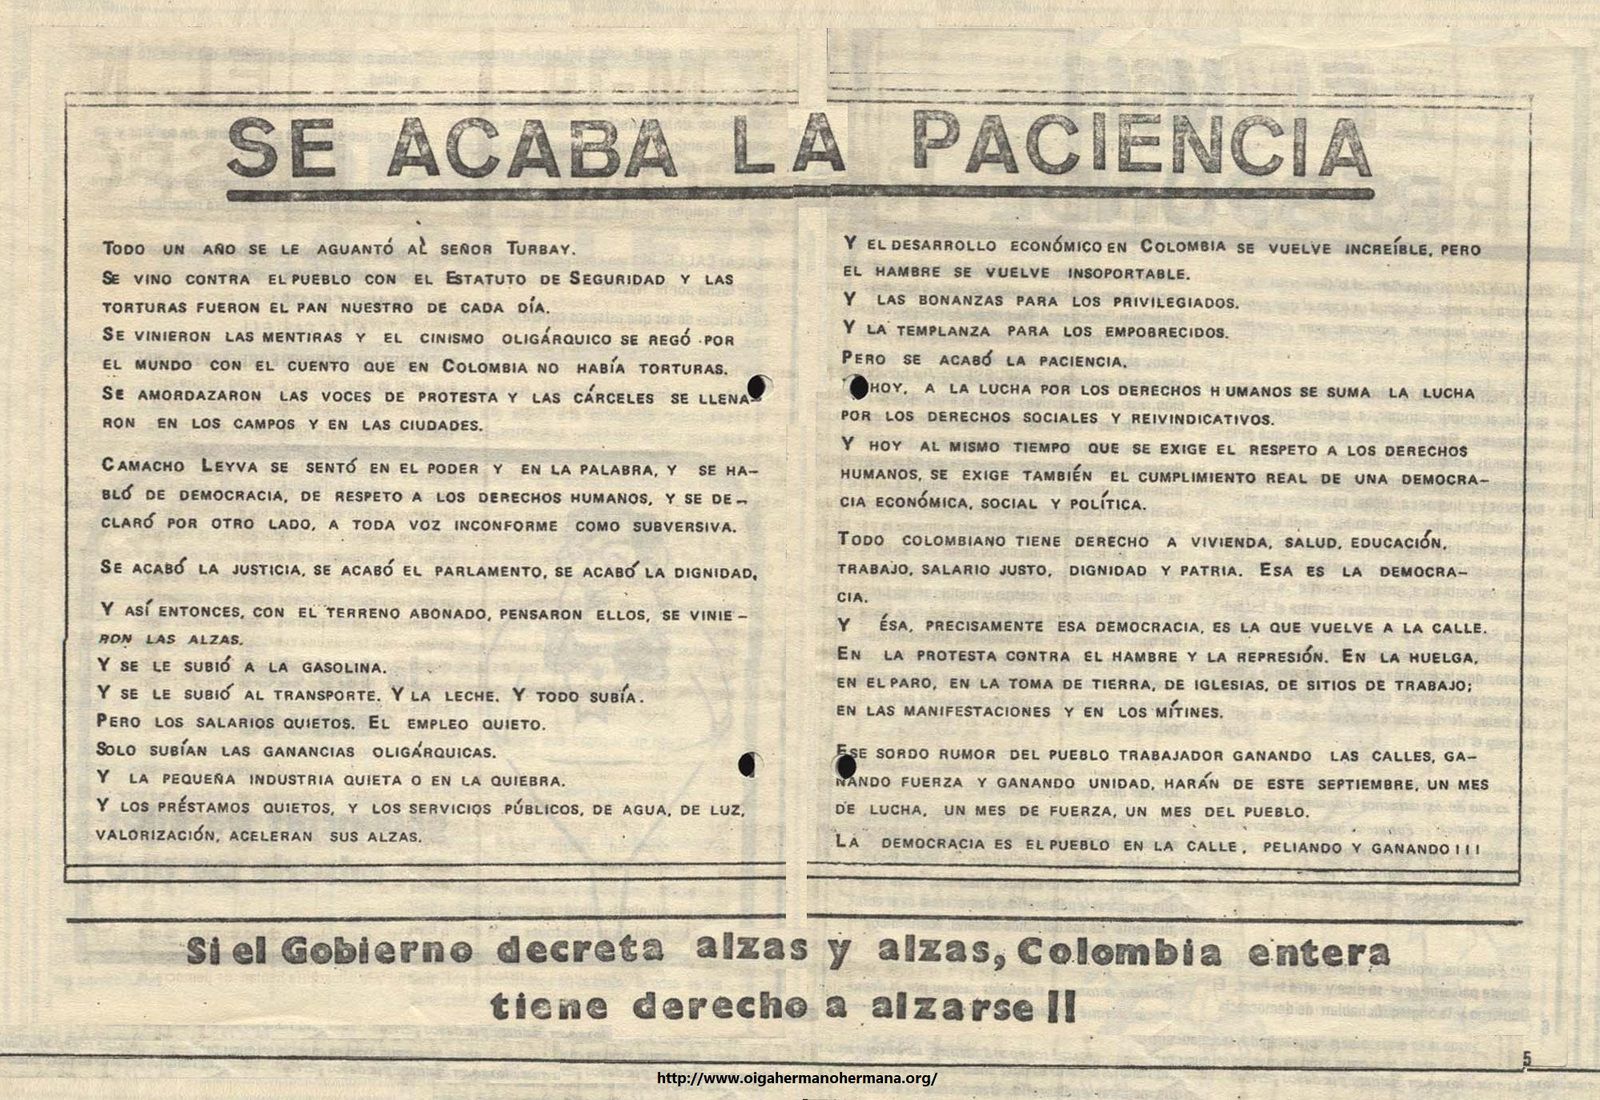 SE ACABA LA PACIENCIA
TODO UN AÑO SE LE AGUANTÓ AL SEÑOR TURBAY.
SE VINO CONTRA EL PUEBLO CON EL ESTATUTO DE SEGURIDAD Y LAS
TORTURAS FUERON EL PAN NUESTRO DE CADA DÍA.
SE VINIERON LAS MENTIRAS Y EL CINISMO OLIGÁRQUICO SE REGÓ POR
EL MUNDO CON EL CUENTO QUE EN COLOMBIA NO HABÍA TORTURAS.
SE AMORDAZARON LAS VOCES DE PROTESTA Y LAS CÁRCELES SE LLENA-
RON EN LOS CAMPOS Y EN LAS CIUDADES.
CAMACHO LEYVA SE SENTÓ EN EL PODER Y EN LA PALABRA, Y SE HA-
BLÓ DE DEMOCRACIA, DE RESPETO A LOS DERECHOS HUMANOS, Y SE DE-
CLARÓ POR OTRO LADO, A TODA VOZ INCONFORME COMO SUBVERSIVA.
SE ACABÓ LA JUSTICIA, SE ACABÓ EL PARLAMENTO, SE ACABÓ LA DIGNIDAD,
Y ASÍ ENTONCES, CON EL TERRENO ABONADO, PENSARON ELLOS, SE VINIE-
RON LAS ALZAS.
Y SE LE SUBIÓ A LA GASOLINA.
Y SE LE SUBIÓ AL TRANSPORTE. Y LA LECHE. Y TODO SUBÍA.
PERO LOS SALARIOS QUIETOS. EL EMPLEO QUIETO.
SOLO SUBÍAN LAS GANANCIAS OLIGÁRQUICAS.
Y LA PEQUEÑA INDUSTRIA QUIETA O EN LA QUIEBRA.
Y LOS PRÉSTAMOS QUIETOS, Y LOS SERVICIOS PÚBLICOS, DE AGUA, DE LUZ,
VALORIZACIÓN, ACELERAN SUS ALZAS.
Y EL DESARROLLO ECONÓMICO EN COLOMBIA SE VUELVE INCREÍBLE, PERO
EL HAMBRE SE VUELVE INSOPORTABLE.
Y LAS BONANZAS PARA LOS PRIVILEGIADOS.
Y LA TEMPLANZA PARA LOS EMPOBRECIDOS.
PERO SE ACABÓ LA PACIENCIA.
HOY, A LA LUCHA POR LOS DERECHOS HUMANOS SE SUMA LA LUCHA
POR LOS DERECHOS SOCIALES Y REIVINDICATIVOS.
Y HOY AL MISMO TIEMPO QUE SE EXIGE EL RESPETO A LOS DERECHOS
HUMANOS, SE EXIGE TAMBIÉN EL CUMPLIMIENTO REAL DE UNA DEMOCRA-
CIA ECONÓMICA, SOCIAL Y POLÍTICA.
TODO COLOMBIANO TIENE DERECHO A VIVIENDA, SALUD, EDUCACIÓN,
TRABAJO, SALARIO JUSTO, DIGNIDAD Y PATRIA. ESA ES LA DEMOCRA-
CIA.
Y ÉSA, PRECISAMENTE ESA DEMOCRACIA, ES LA QUE VUELVE A LA CALLE.
EN LA PROTESTA CONTRA EL HAMBRE Y LA REPRESIÓN. EN LA HUELGA,
EN EL PARO, EN LA TOMA DE TIERRA, DE IGLESIAS, DE SITIOS DE TRABAJO;
EN LAS MANIFESTACIONES Y EN LOS MÍTINES.
ESE SORDO RUMOR DEL PUEBLO TRABAJADOR GANANDO LAS CALLES, GA-
NANDO FUERZA Y GANANDO UNIDAD, HARÁN DE ESTE SEPTIEMBRE, UN MES
DE LUCHA, UN MES DE FUERZA, UN MES DEL PUEBLO.
LA DEMOCRACIA ES EL PUEBLO EN LA CALLE, PELIANDO Y GANANDO!!!
Si el Gobierno decreta alzas y alzas, Colombia entera
tiene derecho a alzarse!!
5
http://www.oigahermanohermana.org/